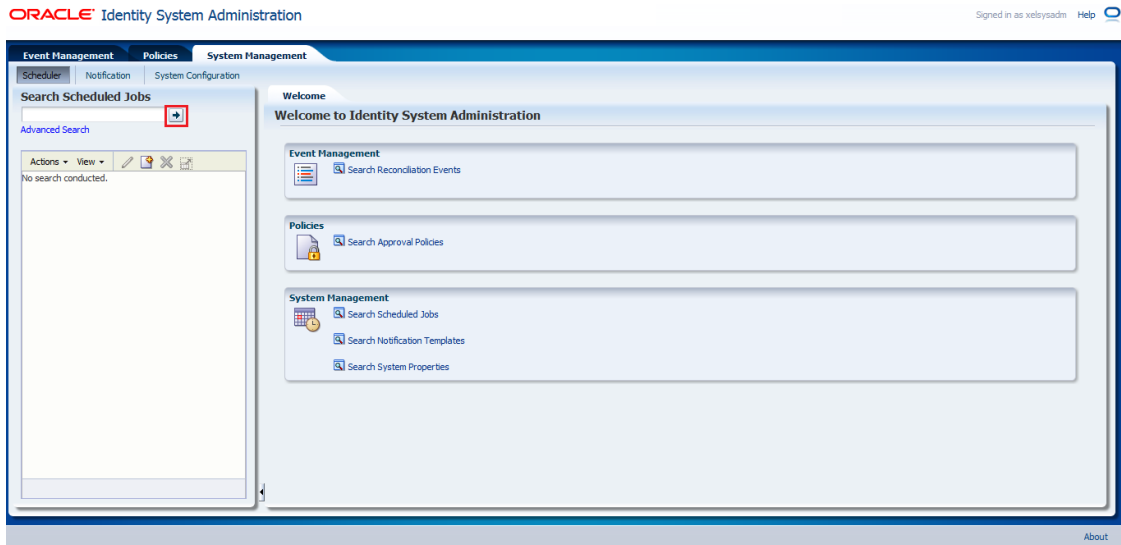 ORACLE® Identity System Administration
Signed in as xelsysadm Help
Event Management Policies System Management
Scheduler Notification System Configuration
Search Scheduled Jobs
Advanced Search
Actions View
No search conducted.
Welcome
Welcome to Identity System Administration
Event Management
Search Reconciliation Events
Policies
Search Approval Policies
System Management
Search Scheduled Jobs
Search Notification Templates
Search System Properties
About